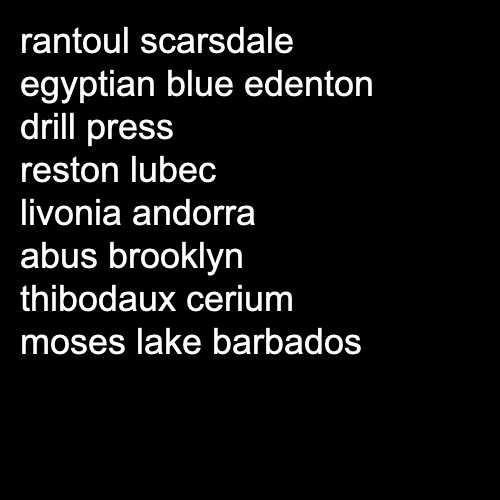 rantoul scarsdale
egyptian blue edenton
drill press
reston lubec
livonia andorra
abus brooklyn
thibodaux cerium
moses lake barbados